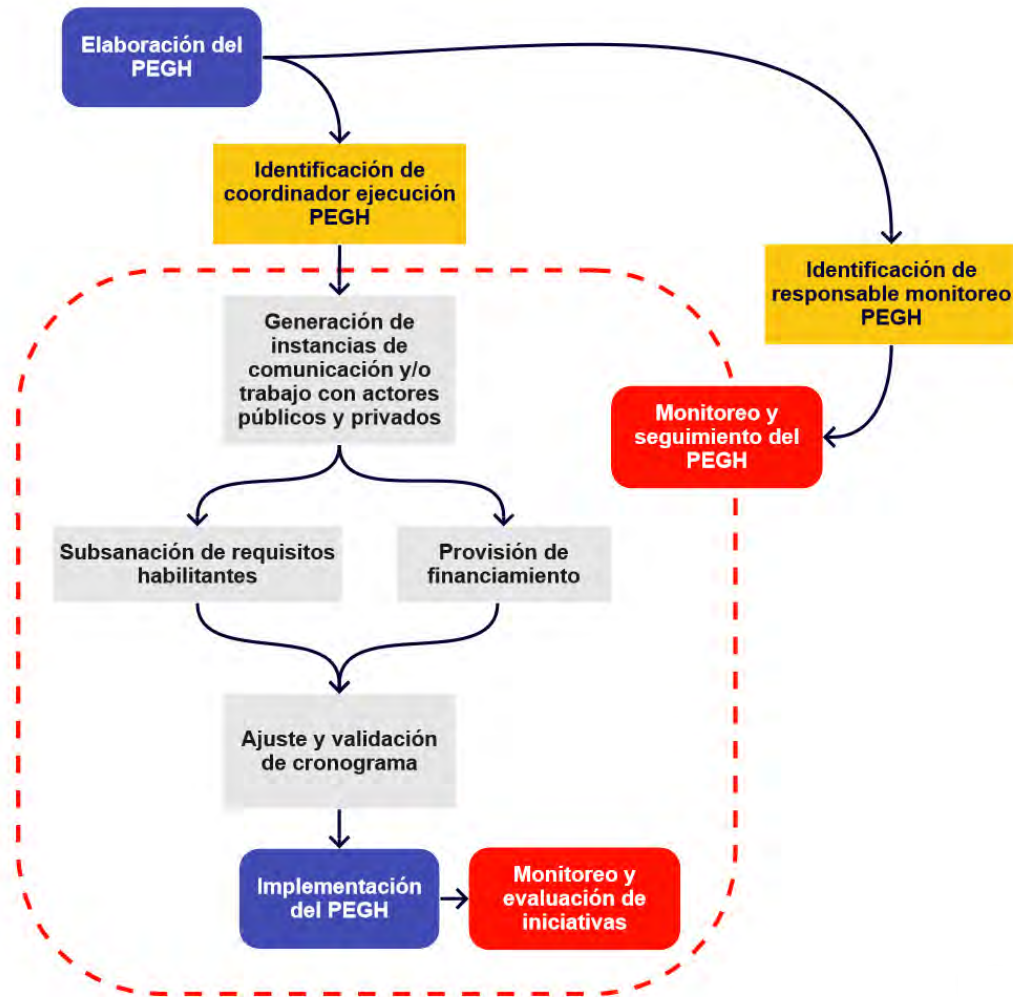 Elaboración del
PEGH
Identificación de
coordinador ejecución
PEGH
Identificación de
responsable monitoreo
PEGH
Generación de
instancias de
comunicación y/o
trabajo con actores
públicos y privados
Monitoreo y
seguimiento del
PEGH
Subsanación de requisitos
habilitantes
Provisión de
financiamiento
Ajuste y validación
de cronograma
Implementación
del PEGH
Monitoreo y
evaluación de
iniciativas